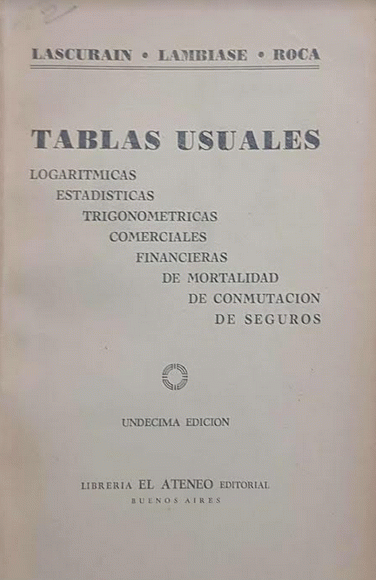 LASCURAIN • LAMBIASE • ROCA
TABLAS USUALES
LOGARITMICAS
ESTADISTICAS
TRIGONOMETRICAS
COMERCIALES
FINANCIERAS
DE MORTALIDAD
DE CONMUTACION
DE SEGUROS
UNDECIMA EDICION
LIBRERIA EL ATENEO EDITORIAL
BUENOS AIRES